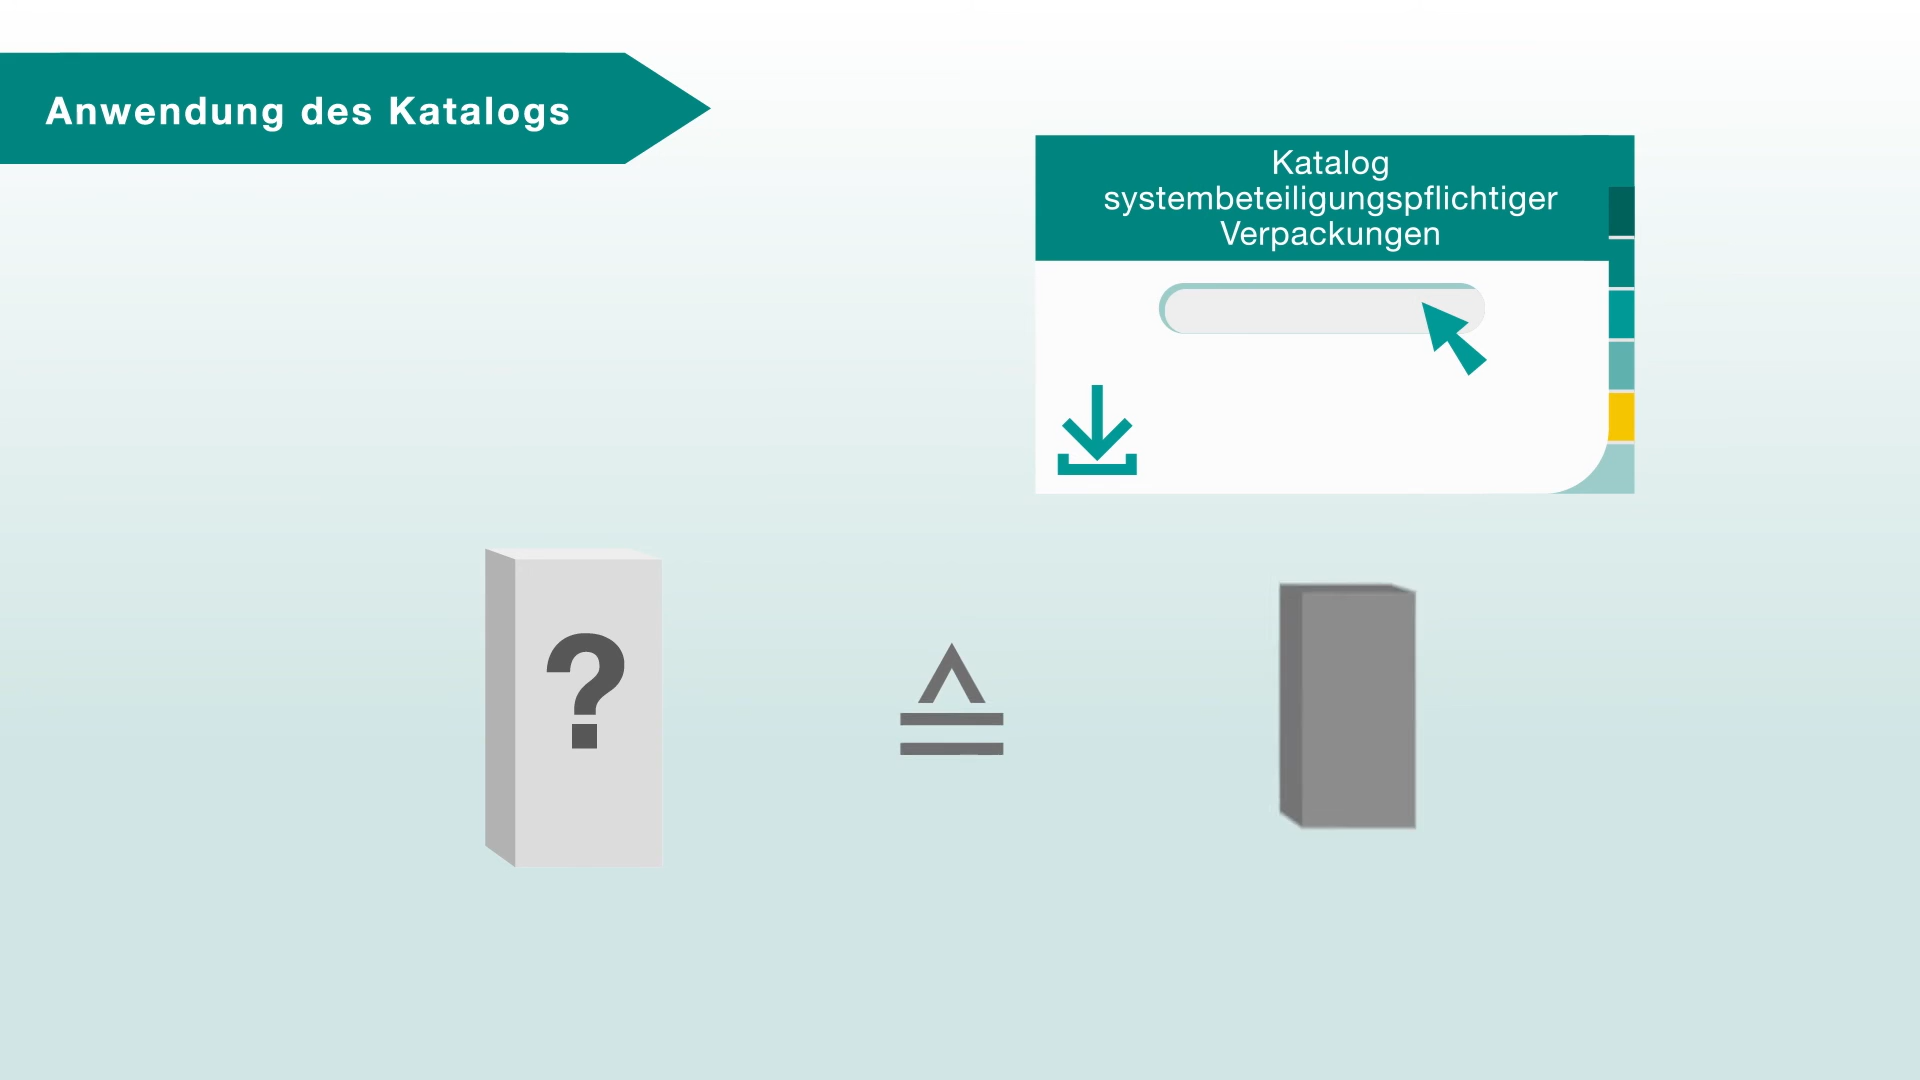 Anwendung des Katalogs
Katalog
systembeteiligungspflichtiger
Verpackungen
?